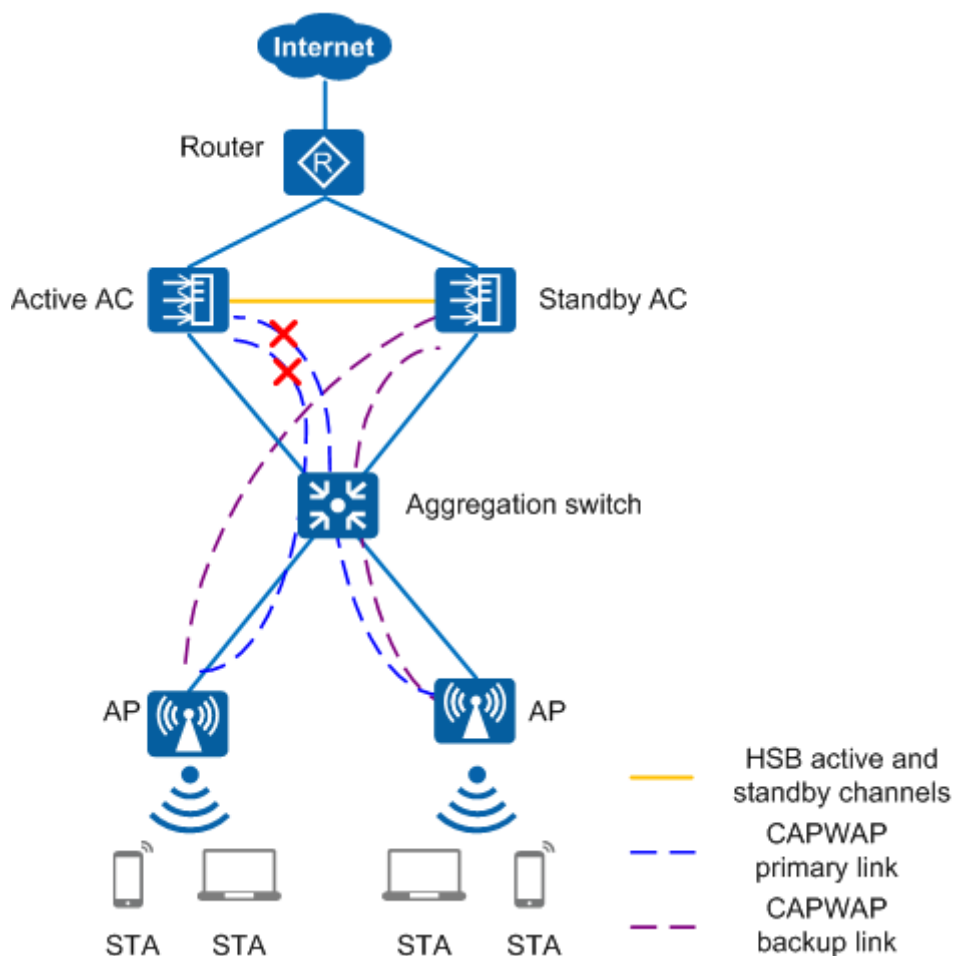 Internet
Router
R
Active AC
Standby AC
Aggregation switch
AP
AP
HSB active and
standby channels
CAPWAP
primary link
CAPWAP
backup link
STA
STA
STA
STA